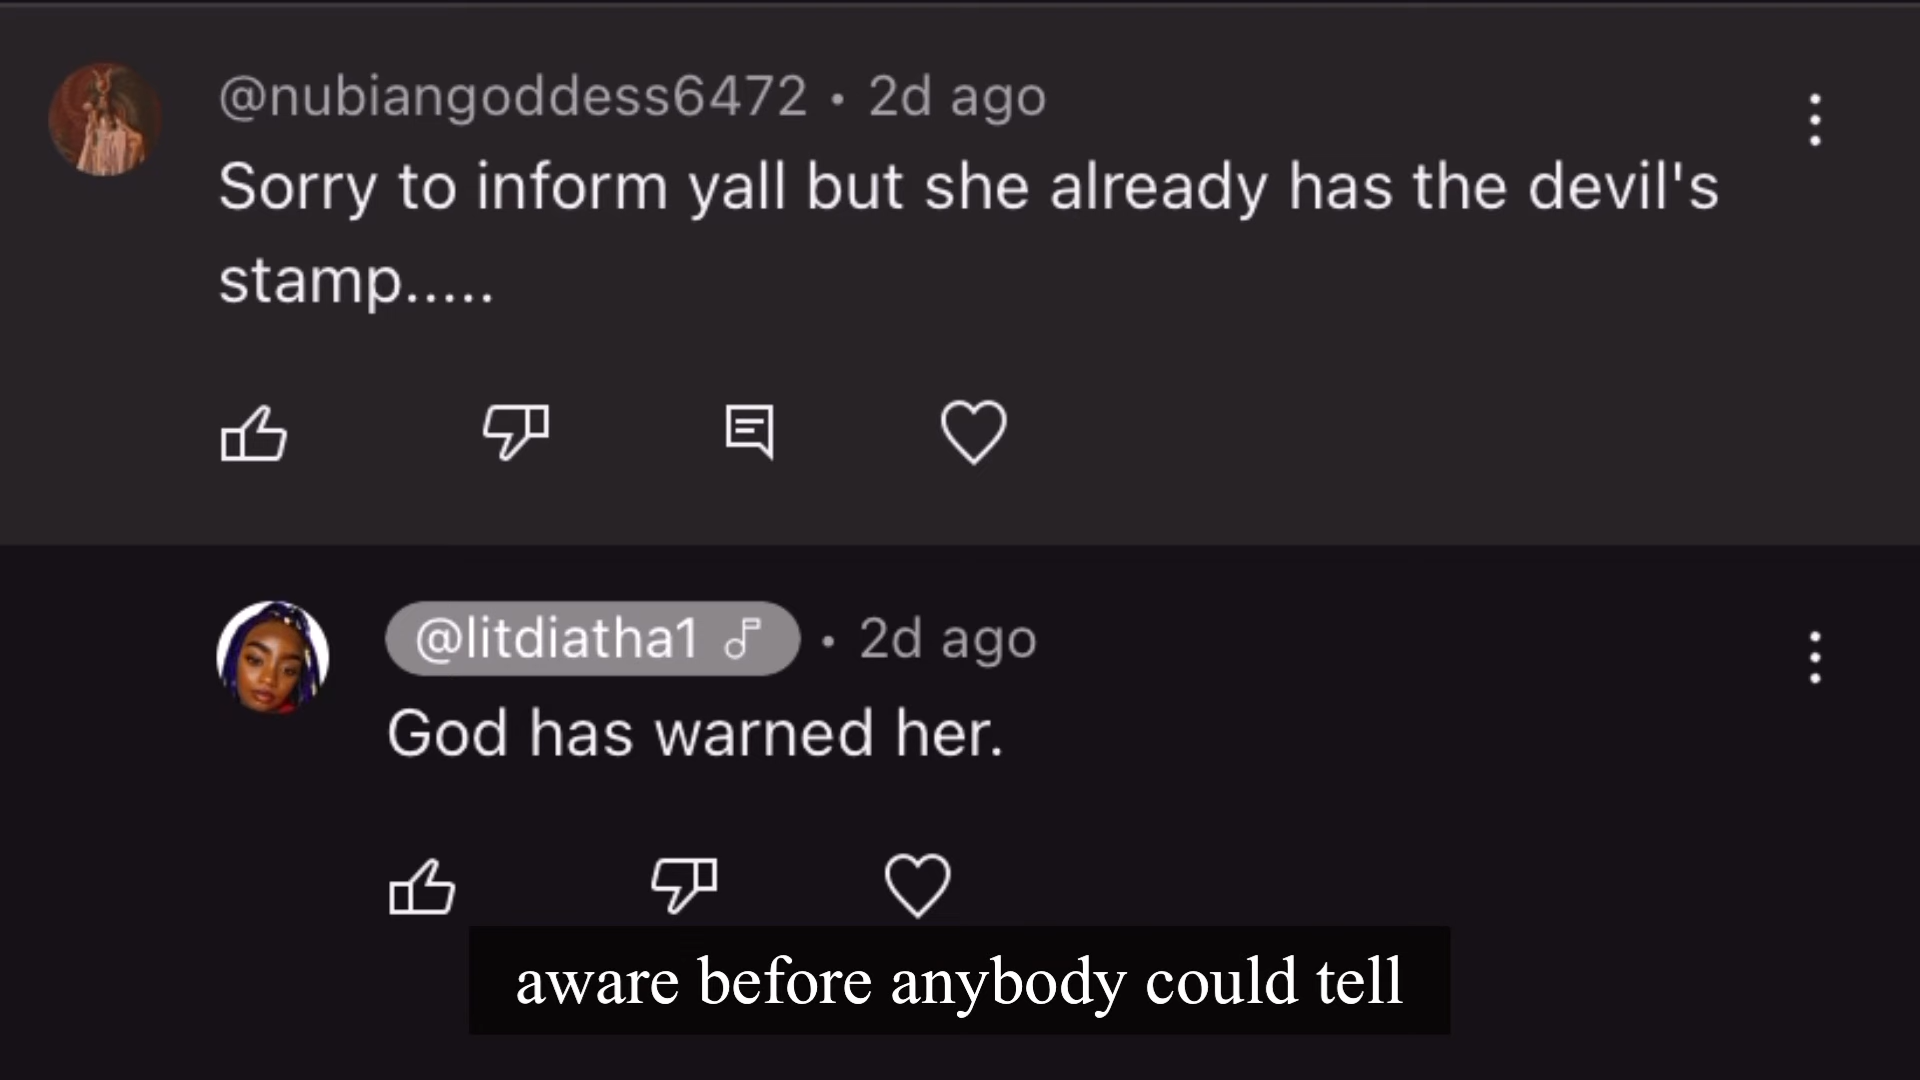 @nubiangoddess6472 • 2d ago
Sorry to inform yall but she already has the devil's
stamp.....
@litdiatha1 • 2d ago
God has warned her.
aware before anybody could tell